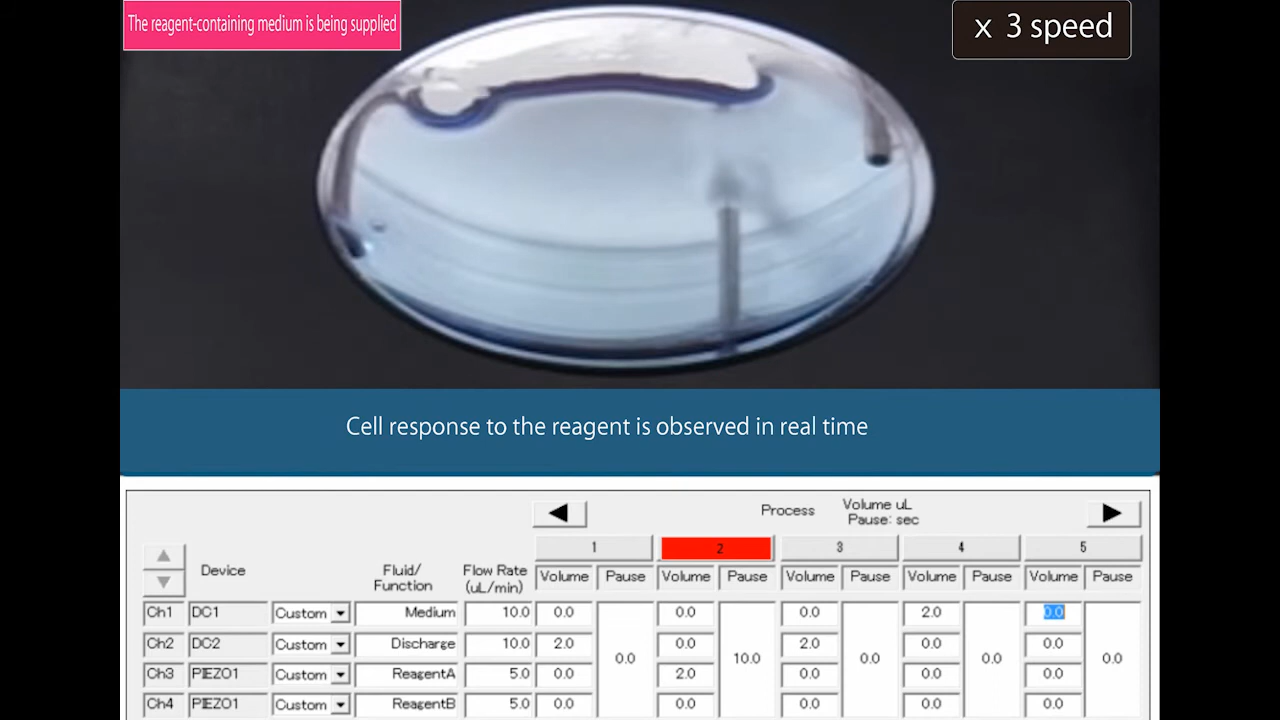 The reagent-containing medium is being supplied
x 3 speed
Cell response to the reagent is observed in real time
Process Volume uL
Pause: sec
1 2 3 4 5
Device Fluid/ Function Flow Rate (uL/min) Volume Pause Volume Pause Volume Pause Volume Pause Volume Pause
Ch1 DC1 Custom Medium 10.0 0.0 0.0 0.0 2.0 0.0
Ch2 DC2 Custom Discharge 10.0 2.0 0.0 2.0 0.0 0.0
0.0 10.0 0.0 0.0 0.0
Ch3 PIEZO1 Custom ReagentA 5.0 0.0 2.0 0.0 0.0 0.0
Ch4 PIEZO1 Custom ReagentB 5.0 0.0 0.0 0.0 0.0 0.0